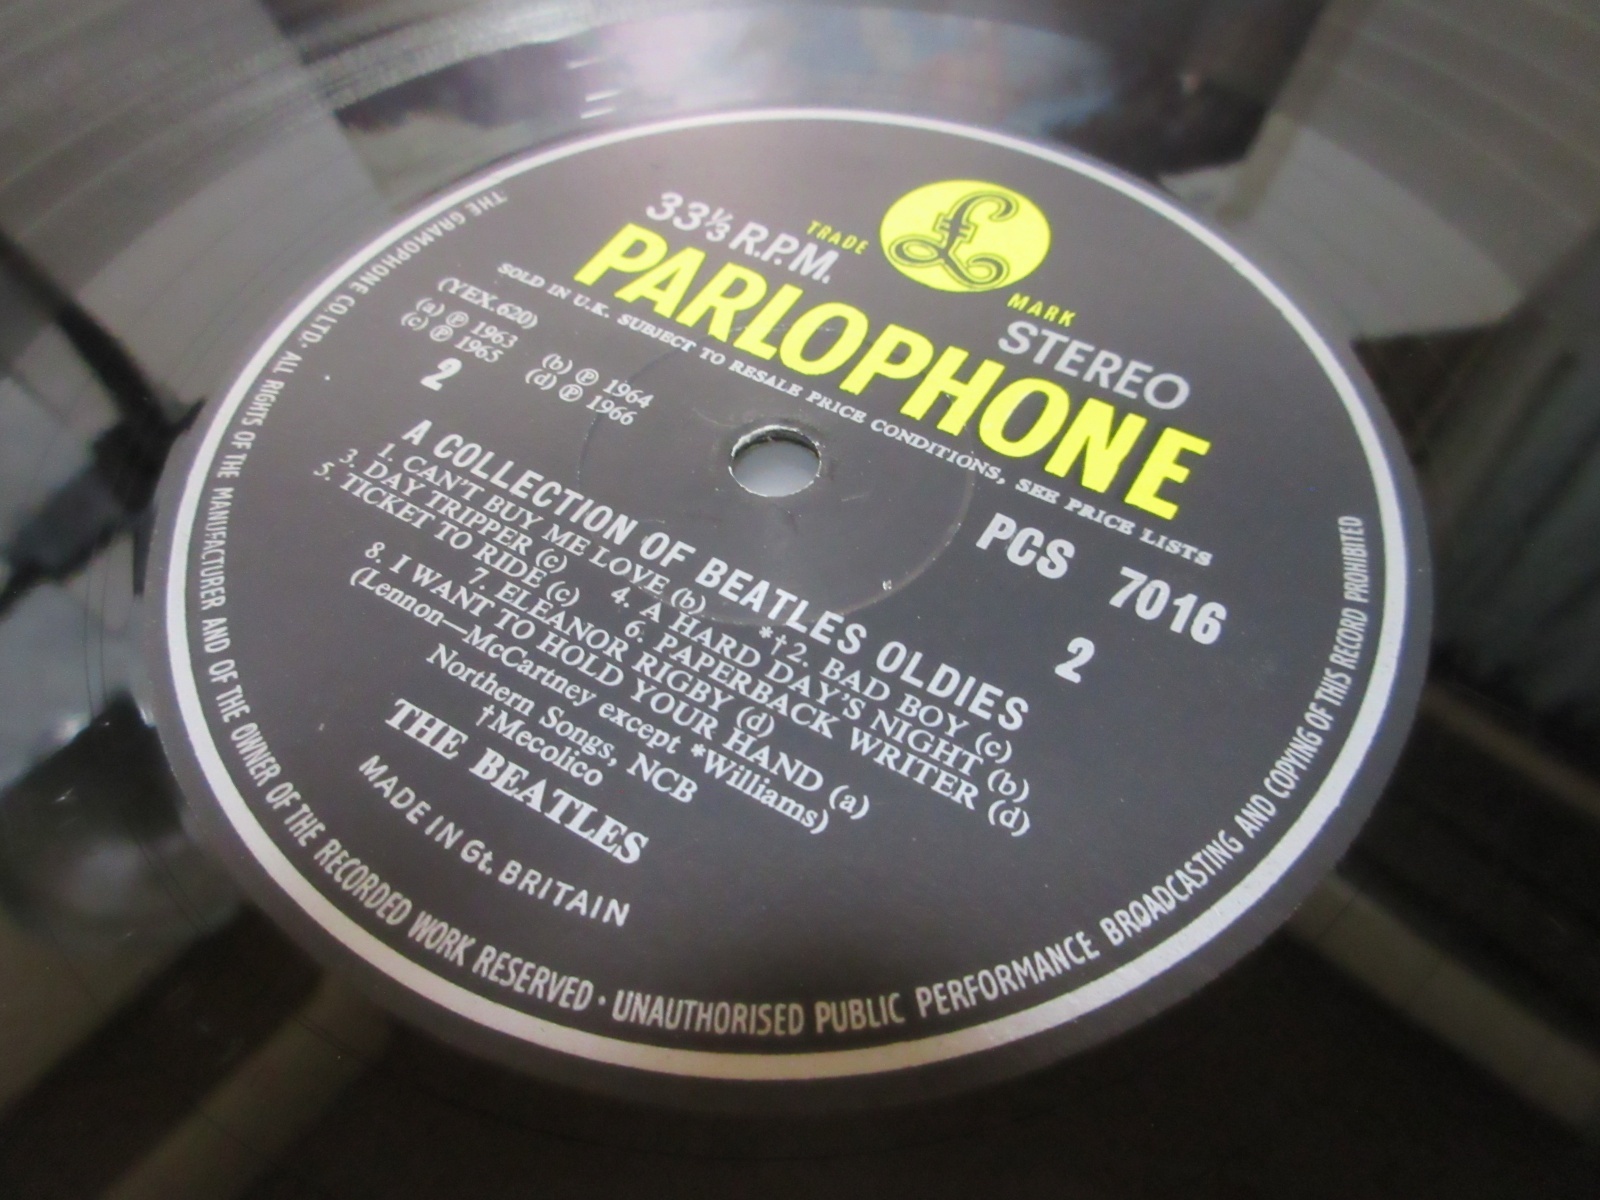 £
TRADE MARK
33⅓ R.P.M.
STEREO
PARLOPHONE
SOLD IN U.K. SUBJECT TO RESALE PRICE CONDITIONS, SEE PRICE LISTS
(YEX.620)
(a) ℗ 1963 (b) ℗ 1964
(c) ℗ 1965 (d) ℗ 1966
2
PCS 7016
2
A COLLECTION OF BEATLES OLDIES
1. CAN'T BUY ME LOVE (b) *†2. BAD BOY (c)
3. DAY TRIPPER (c) 4. A HARD DAY'S NIGHT (b)
5. TICKET TO RIDE (c) 6. PAPERBACK WRITER (d)
7. ELEANOR RIGBY (d)
8. I WANT TO HOLD YOUR HAND (a)
(Lennon—McCartney except *Williams)
Northern Songs, NCB
†Mecolico
THE BEATLES
MADE IN Gt. BRITAIN
THE GRAMOPHONE CO. LTD. ALL RIGHTS OF THE MANUFACTURER AND OF THE OWNER OF THE RECORDED WORK RESERVED · UNAUTHORISED PUBLIC PERFORMANCE BROADCASTING AND COPYING OF THIS RECORD PROHIBITED